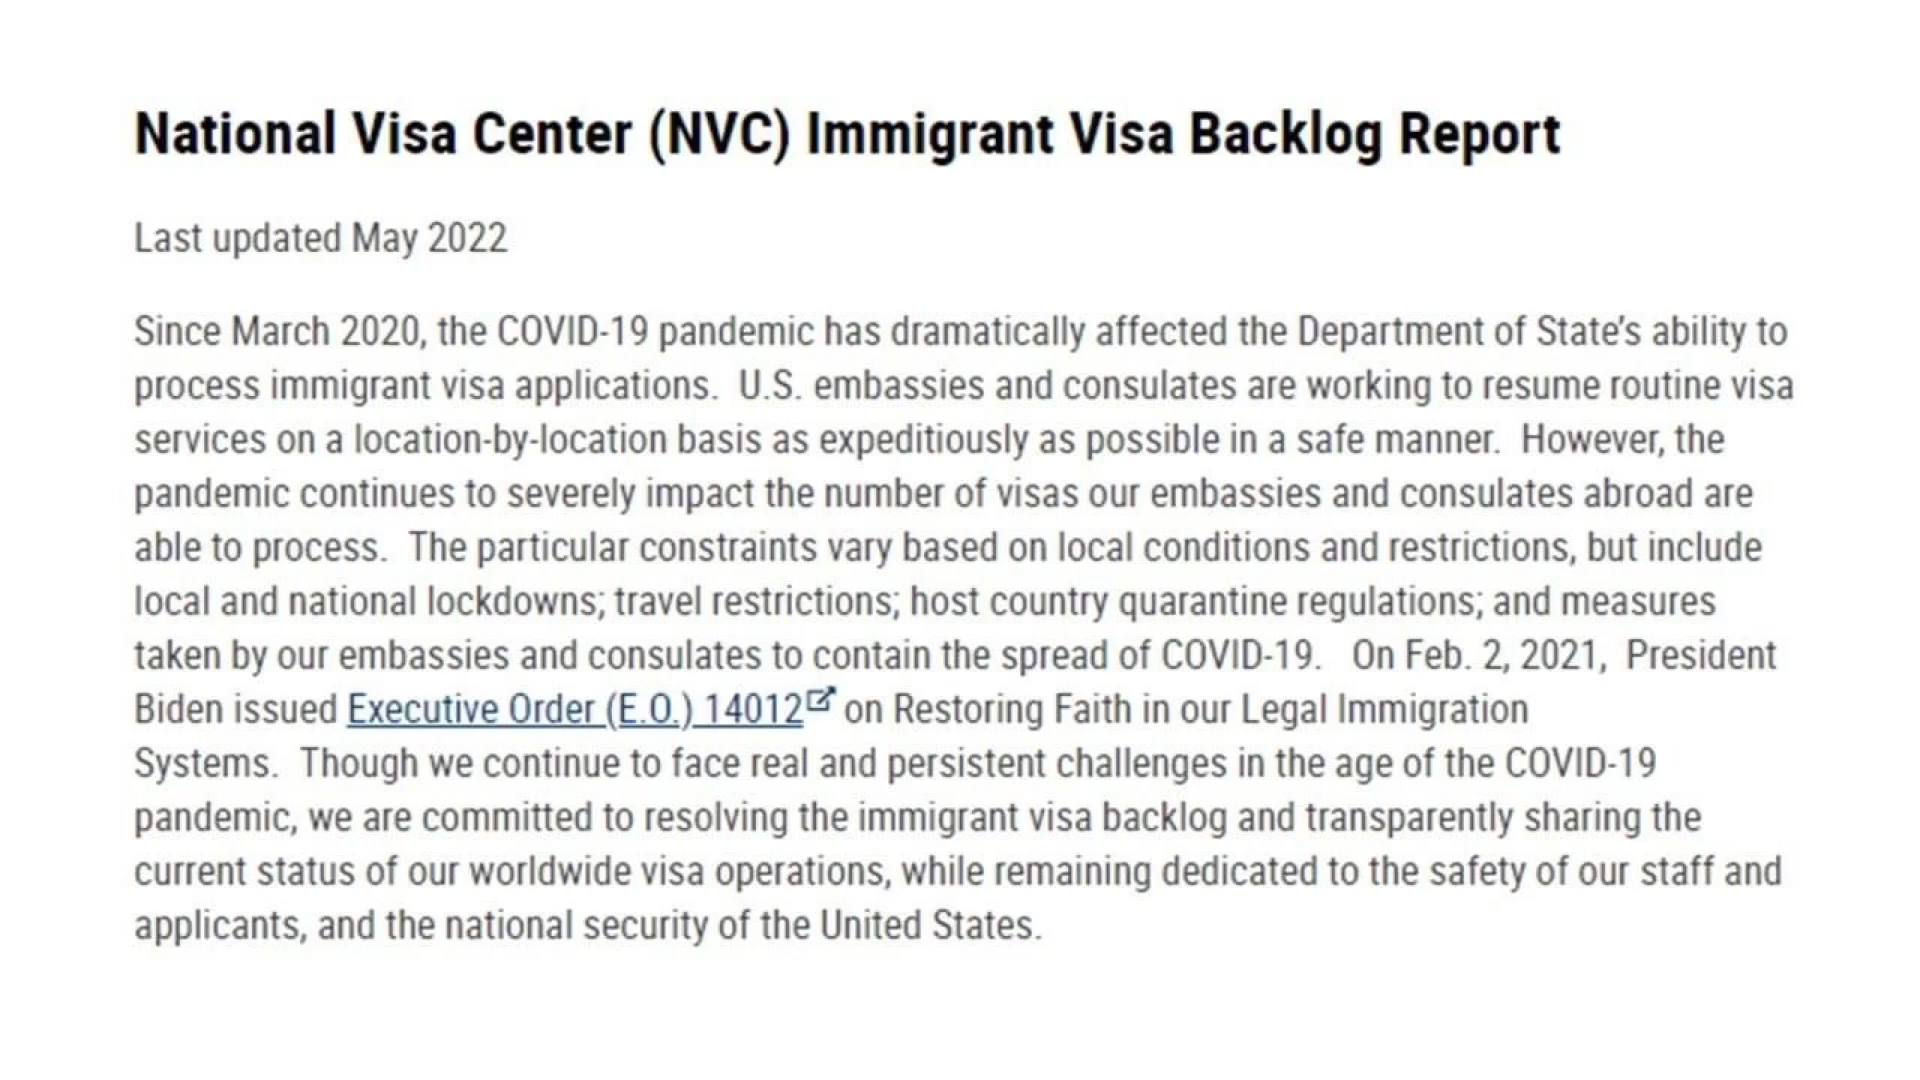 National Visa Center (NVC) Immigrant Visa Backlog Report
Last updated May 2022
Since March 2020, the COVID-19 pandemic has dramatically affected the Department of State’s ability to
process immigrant visa applications.  U.S. embassies and consulates are working to resume routine visa
services on a location-by-location basis as expeditiously as possible in a safe manner.  However, the
pandemic continues to severely impact the number of visas our embassies and consulates abroad are
able to process.  The particular constraints vary based on local conditions and restrictions, but include
local and national lockdowns; travel restrictions; host country quarantine regulations; and measures
taken by our embassies and consulates to contain the spread of COVID-19.   On Feb. 2, 2021,  President
Biden issued Executive Order (E.O.) 14012 on Restoring Faith in our Legal Immigration
Systems.  Though we continue to face real and persistent challenges in the age of the COVID-19
pandemic, we are committed to resolving the immigrant visa backlog and transparently sharing the
current status of our worldwide visa operations, while remaining dedicated to the safety of our staff and
applicants, and the national security of the United States.